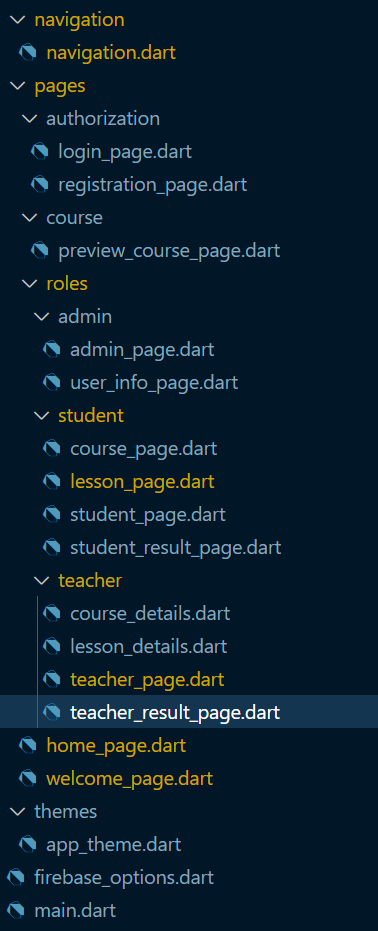 navigation
navigation.dart
pages
authorization
login_page.dart
registration_page.dart
course
preview_course_page.dart
roles
admin
admin_page.dart
user_info_page.dart
student
course_page.dart
lesson_page.dart
student_page.dart
student_result_page.dart
teacher
course_details.dart
lesson_details.dart
teacher_page.dart
teacher_result_page.dart
home_page.dart
welcome_page.dart
themes
app_theme.dart
firebase_options.dart
main.dart